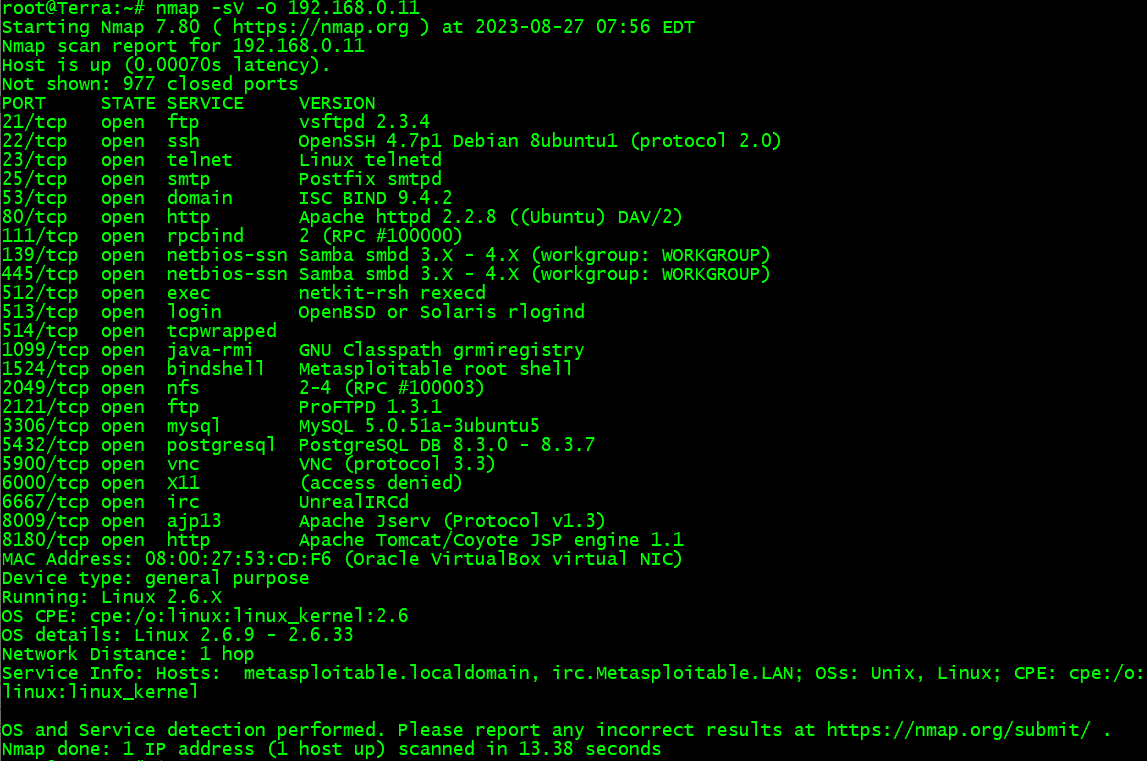 root@Terra:~# nmap -sV -O 192.168.0.11
Starting Nmap 7.80 ( https://nmap.org ) at 2023-08-27 07:56 EDT
Nmap scan report for 192.168.0.11
Host is up (0.00070s latency).
Not shown: 977 closed ports
PORT     STATE SERVICE     VERSION
21/tcp   open  ftp         vsftpd 2.3.4
22/tcp   open  ssh         OpenSSH 4.7p1 Debian 8ubuntu1 (protocol 2.0)
23/tcp   open  telnet      Linux telnetd
25/tcp   open  smtp        Postfix smtpd
53/tcp   open  domain      ISC BIND 9.4.2
80/tcp   open  http        Apache httpd 2.2.8 ((Ubuntu) DAV/2)
111/tcp  open  rpcbind     2 (RPC #100000)
139/tcp  open  netbios-ssn Samba smbd 3.X - 4.X (workgroup: WORKGROUP)
445/tcp  open  netbios-ssn Samba smbd 3.X - 4.X (workgroup: WORKGROUP)
512/tcp  open  exec        netkit-rsh rexecd
513/tcp  open  login       OpenBSD or Solaris rlogind
514/tcp  open  tcpwrapped
1099/tcp open  java-rmi    GNU Classpath grmiregistry
1524/tcp open  bindshell   Metasploitable root shell
2049/tcp open  nfs         2-4 (RPC #100003)
2121/tcp open  ftp         ProFTPD 1.3.1
3306/tcp open  mysql       MySQL 5.0.51a-3ubuntu5
5432/tcp open  postgresql  PostgreSQL DB 8.3.0 - 8.3.7
5900/tcp open  vnc         VNC (protocol 3.3)
6000/tcp open  X11         (access denied)
6667/tcp open  irc         UnrealIRCd
8009/tcp open  ajp13       Apache Jserv (Protocol v1.3)
8180/tcp open  http        Apache Tomcat/Coyote JSP engine 1.1
MAC Address: 08:00:27:53:CD:F6 (Oracle VirtualBox virtual NIC)
Device type: general purpose
Running: Linux 2.6.X
OS CPE: cpe:/o:linux:linux_kernel:2.6
OS details: Linux 2.6.9 - 2.6.33
Network Distance: 1 hop
Service Info: Hosts:  metasploitable.localdomain, irc.Metasploitable.LAN; OSs: Unix, Linux; CPE: cpe:/o:
linux:linux_kernel

OS and Service detection performed. Please report any incorrect results at https://nmap.org/submit/ .
Nmap done: 1 IP address (1 host up) scanned in 13.38 seconds